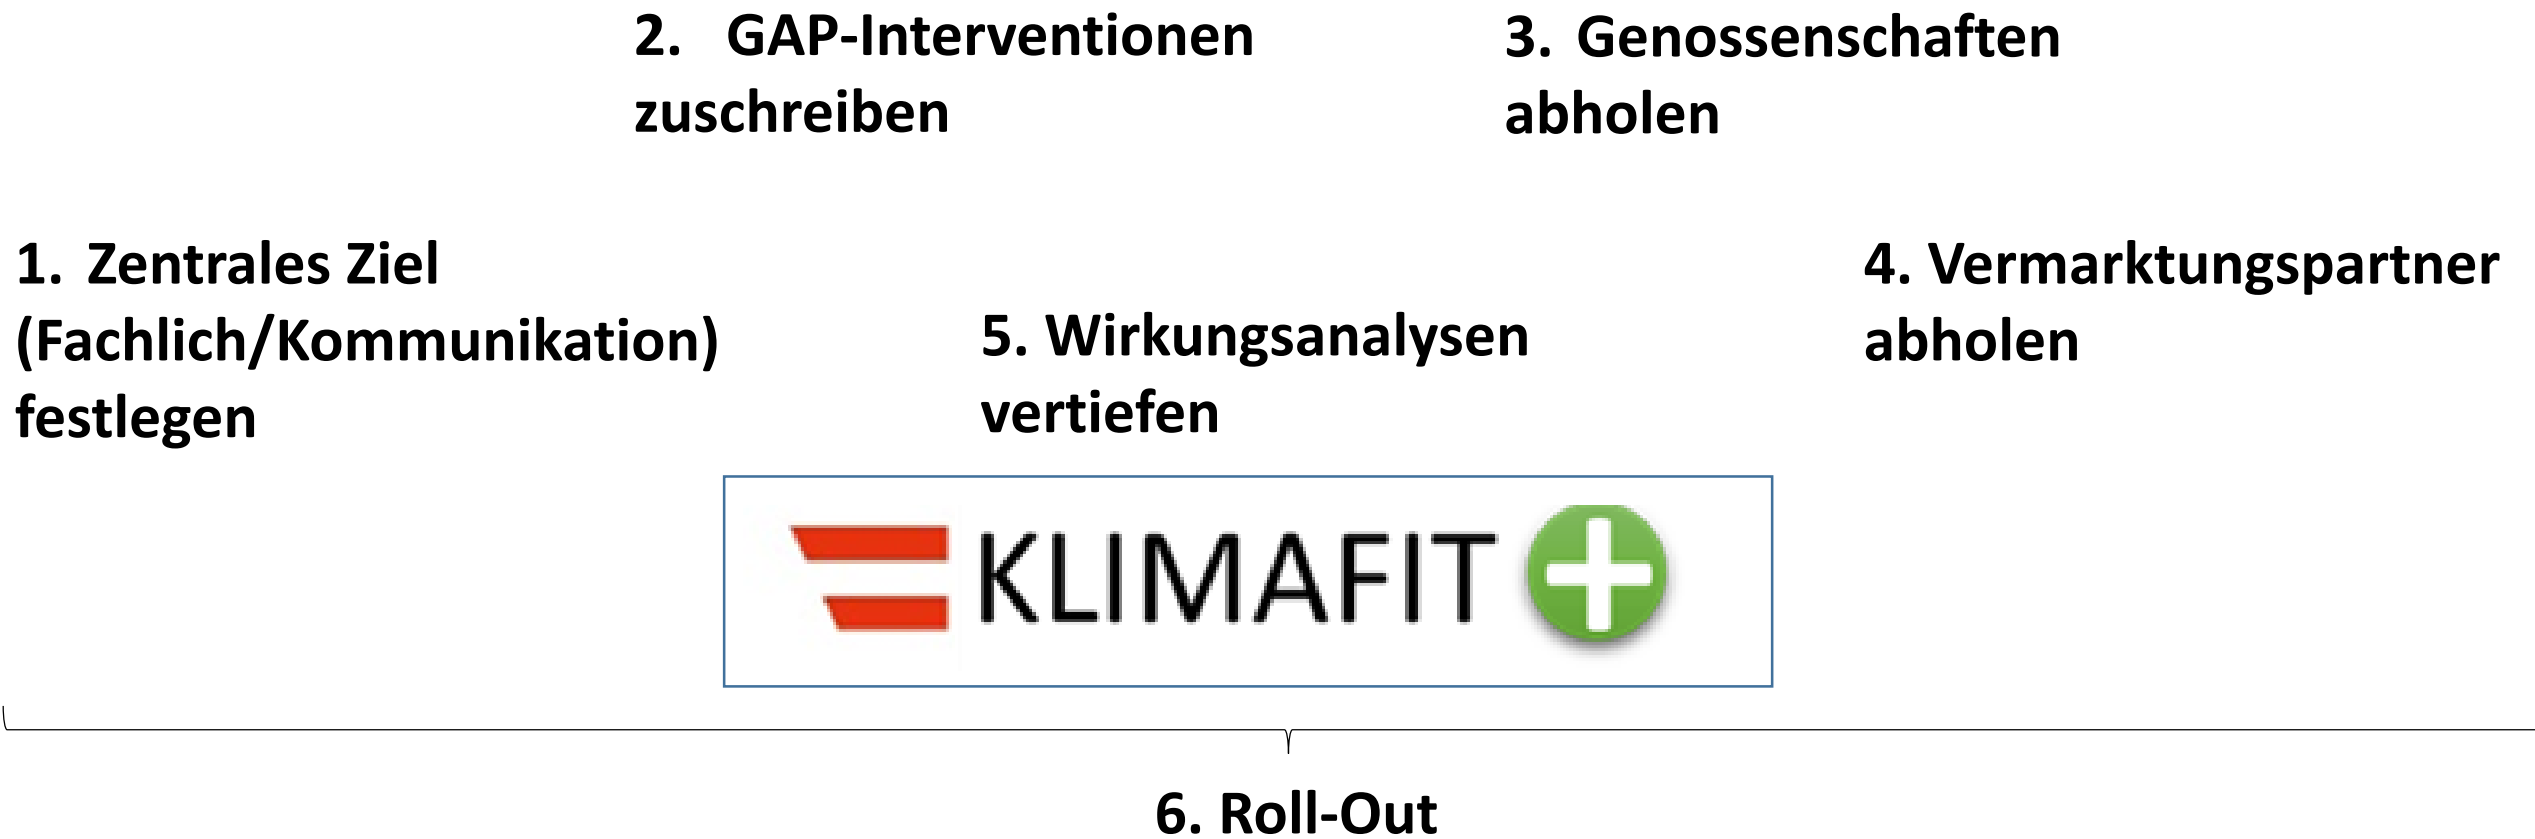 2. GAP-Interventionen
zuschreiben
3. Genossenschaften
abholen
1. Zentrales Ziel
(Fachlich/Kommunikation)
festlegen
4. Vermarktungspartner
abholen
5. Wirkungsanalysen
vertiefen
KLIMAFIT
6. Roll-Out